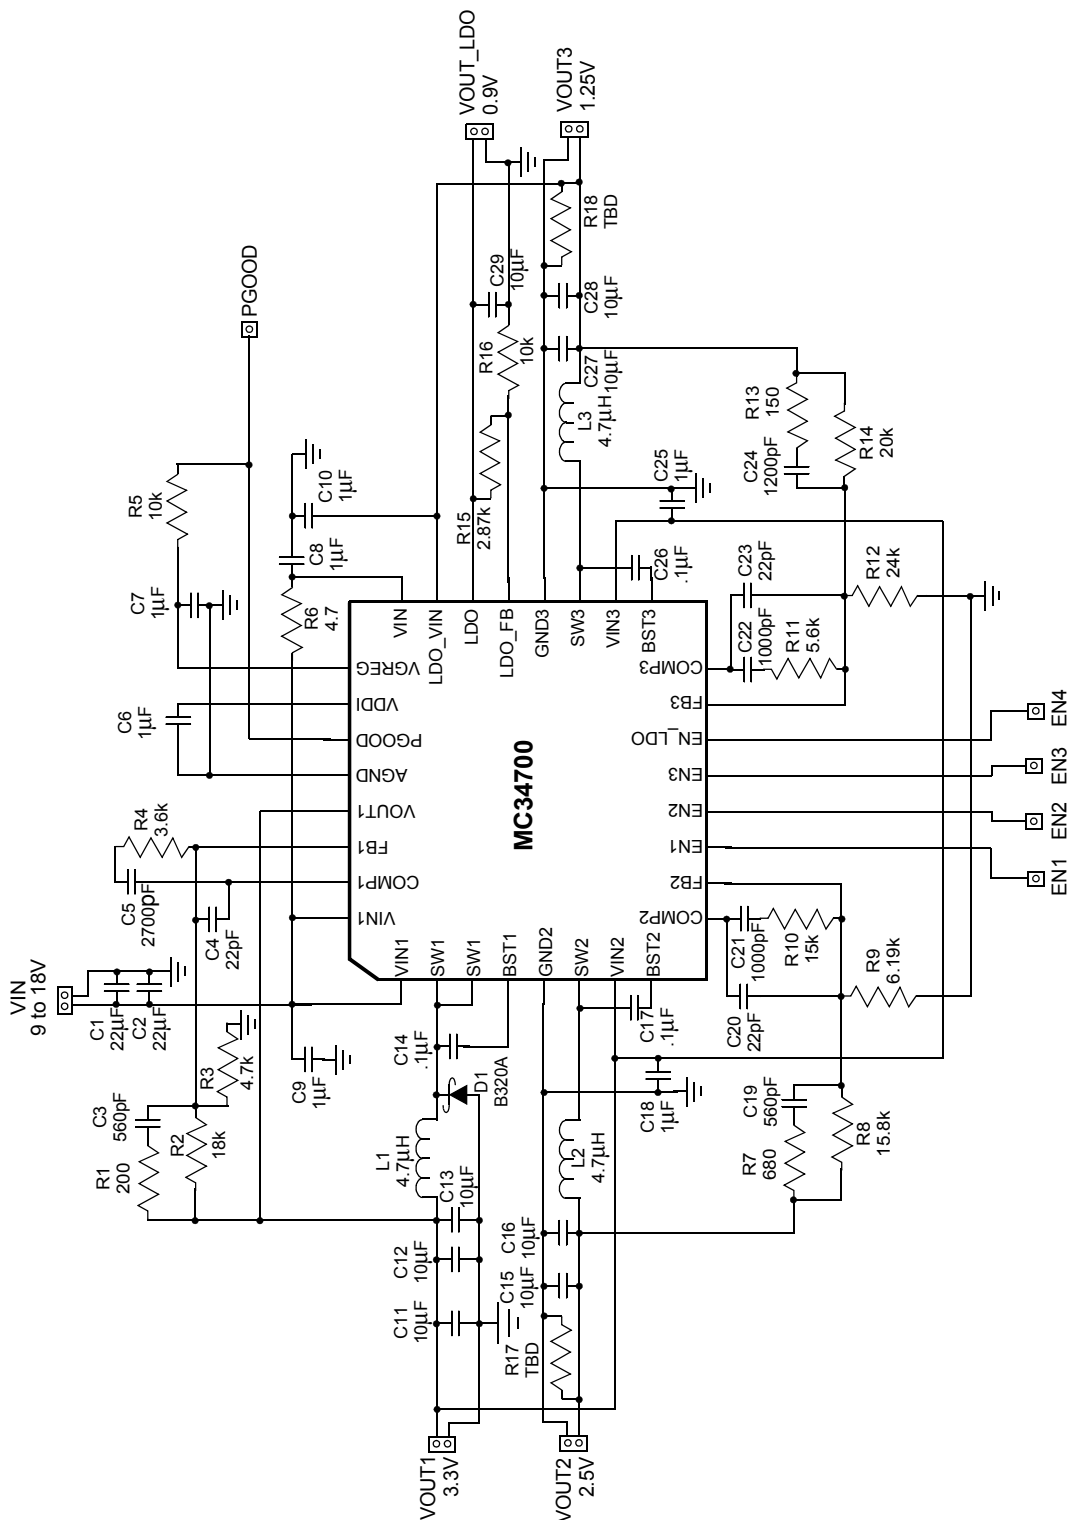 VIN
9 to 18V
C1
22µF
C2
22µF
R3
4.7k
C3
560pF
R1
200
R2
18k
C9
1µF
C5
2700pF
R4
3.6k
C4
22pF
C6
1µF
C7
1µF
R5
10k
PGOOD
R6
4.7
C8
1µF
C10
1µF
VIN1
COMP1
FB1
VOUT1
AGND
PGOOD
VDDI
VGREG
VIN1
SW1
SW1
BST1
GND2
SW2
VIN2
BST2
MC34700
VIN
LDO_VIN
LDO
LDO_FB
GND3
SW3
VIN3
BST3
COMP2
FB2
EN1
EN2
EN3
EN_LDO
FB3
COMP3
VOUT1
3.3V
C11
10µF
C12
10µF
C13
10µF
L1
4.7µH
D1
B320A
C14
.1µF
VOUT2
2.5V
R17
TBD
C15
10µF
C16
10µF
L2
4.7µH
C18
1µF
C17
.1µF
R15
2.87k
R16
10k
C29
10µF
VOUT_LDO
0.9V
VOUT3
1.25V
C26
.1µF
C25
1µF
L3
4.7µH
C27
10µF
C28
10µF
R18
TBD
R7
680
C19
560pF
R8
15.8k
C20
22pF
C21
1000pF
R10
15k
R9
6.19k
C22
1000pF
R11
5.6k
C23
22pF
R12
24k
C24
1200pF
R13
150
R14
20k
EN1
EN2
EN3
EN4